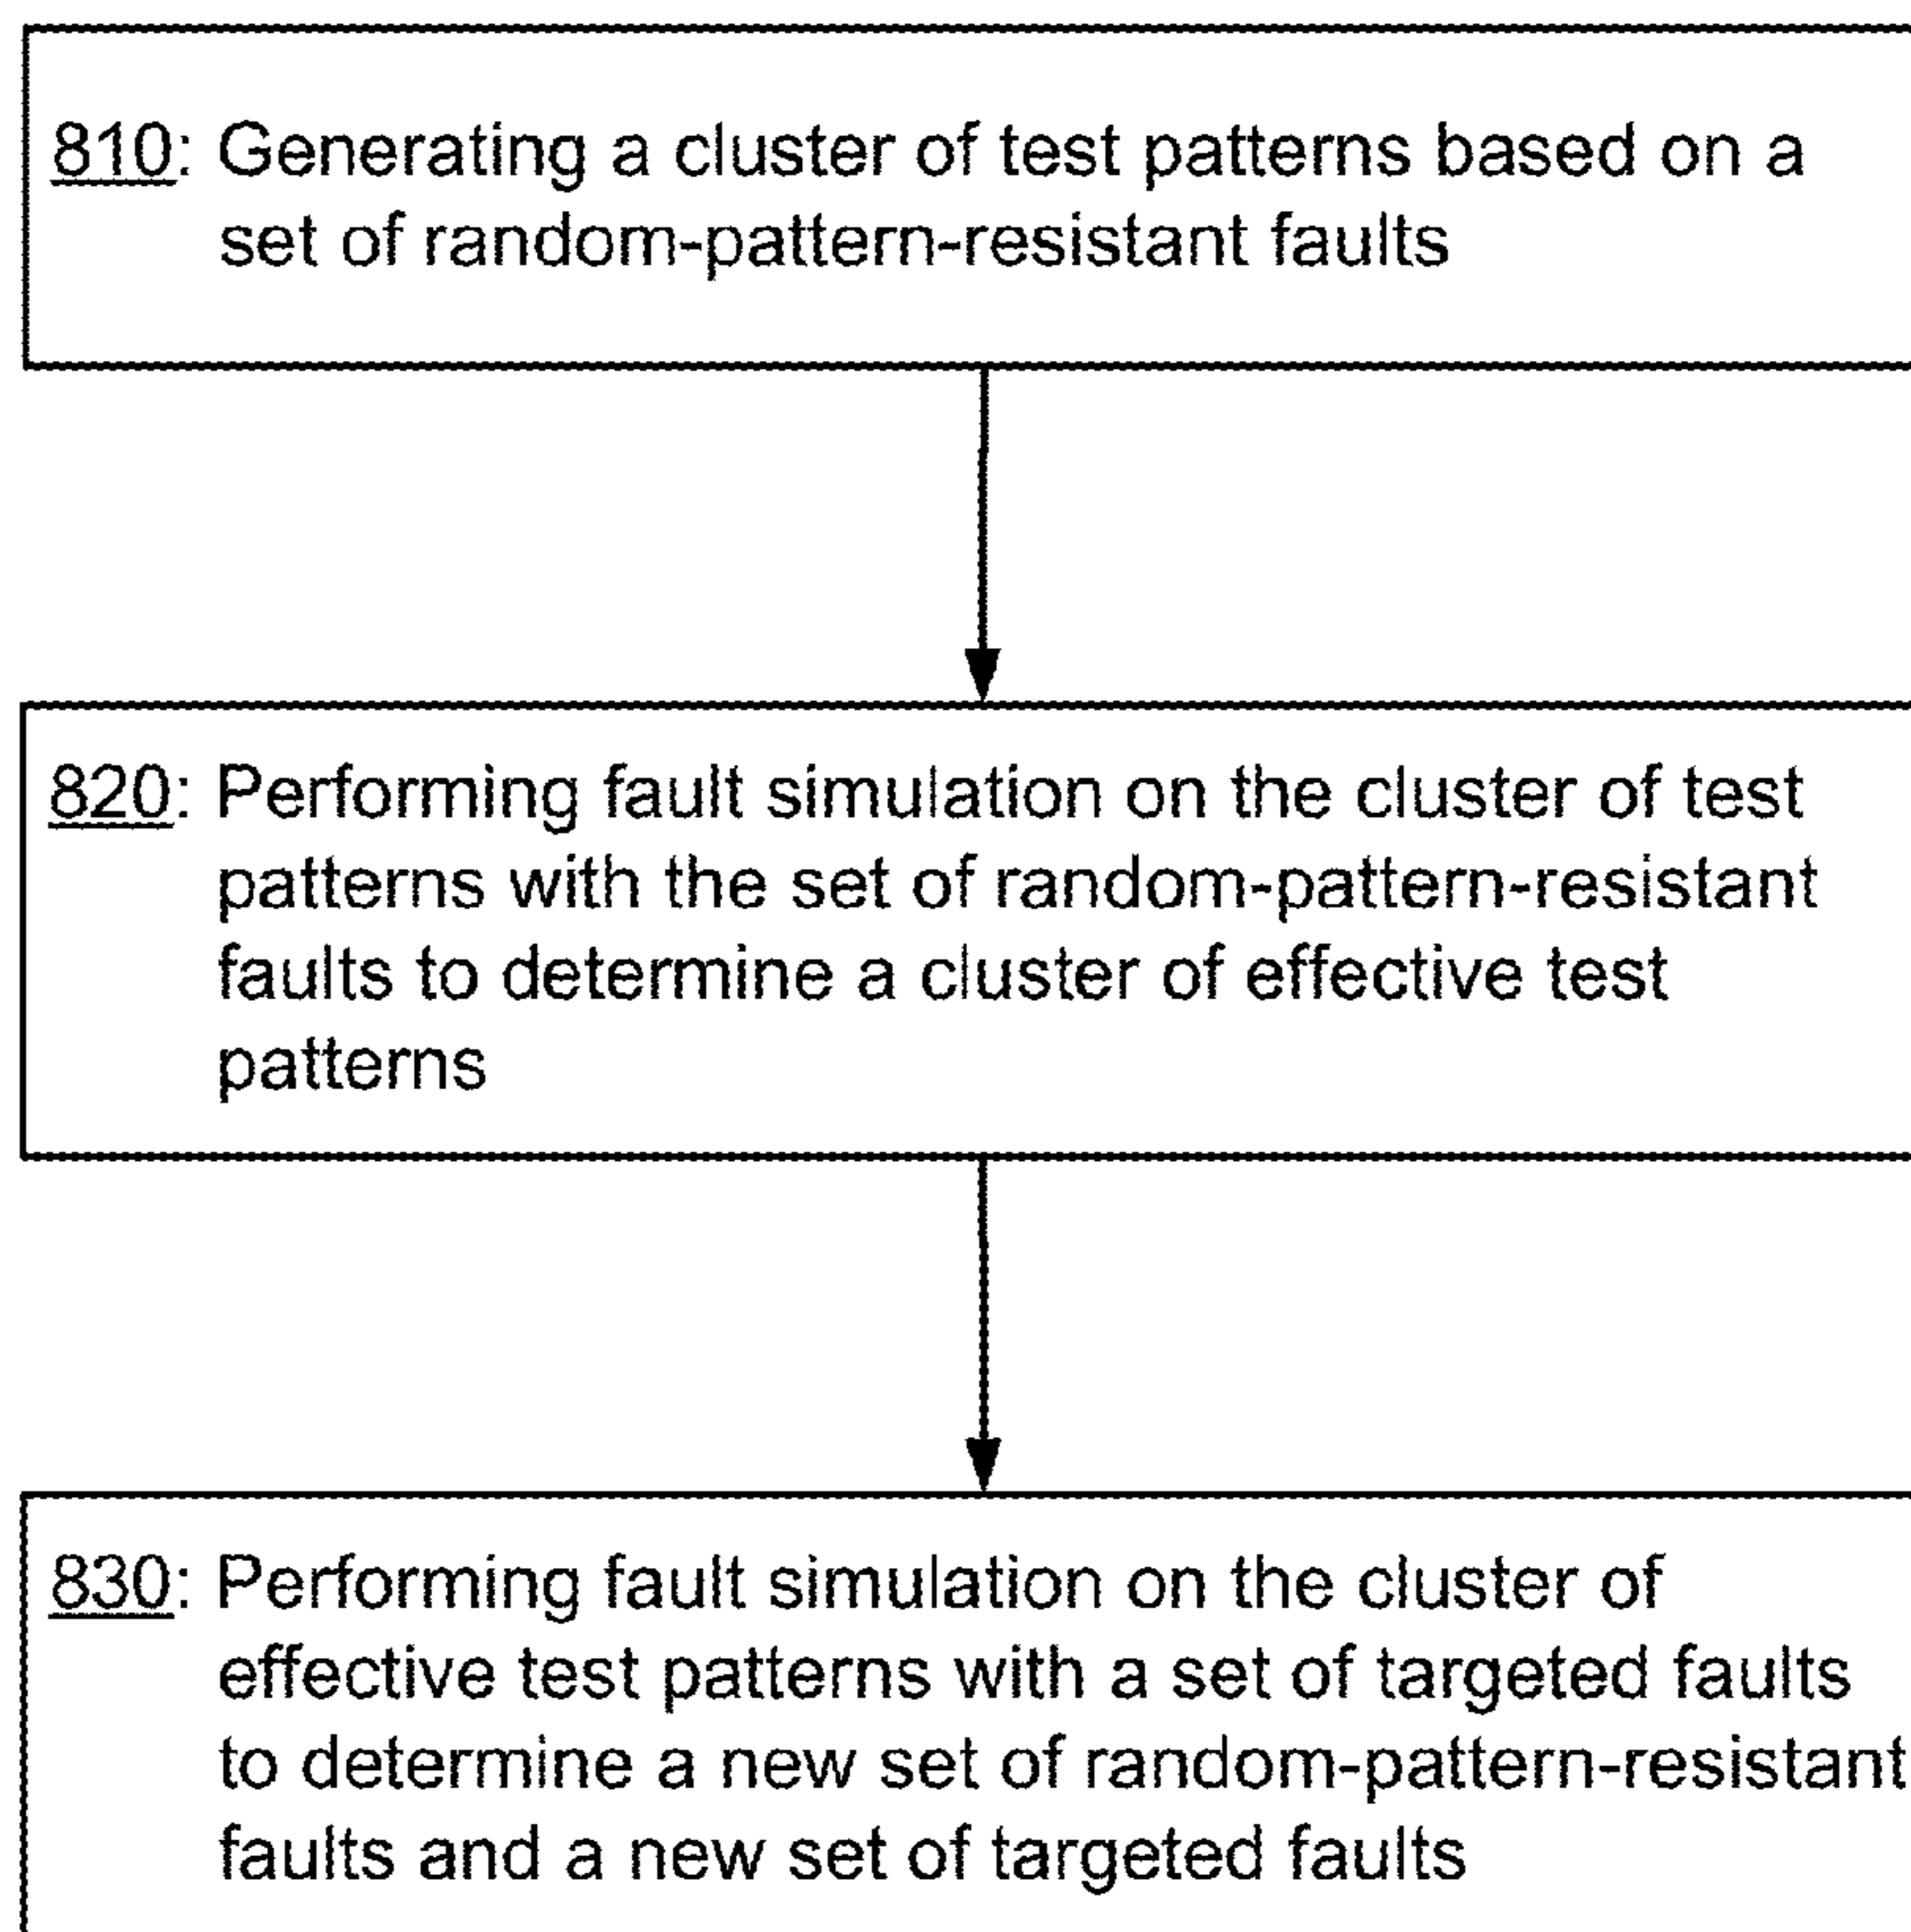 810: Generating a cluster of test patterns based on a
set of random-pattern-resistant faults
820: Performing fault simulation on the cluster of test
patterns with the set of random-pattern-resistant
faults to determine a cluster of effective test
patterns
830: Performing fault simulation on the cluster of
effective test patterns with a set of targeted faults
to determine a new set of random-pattern-resistant
faults and a new set of targeted faults